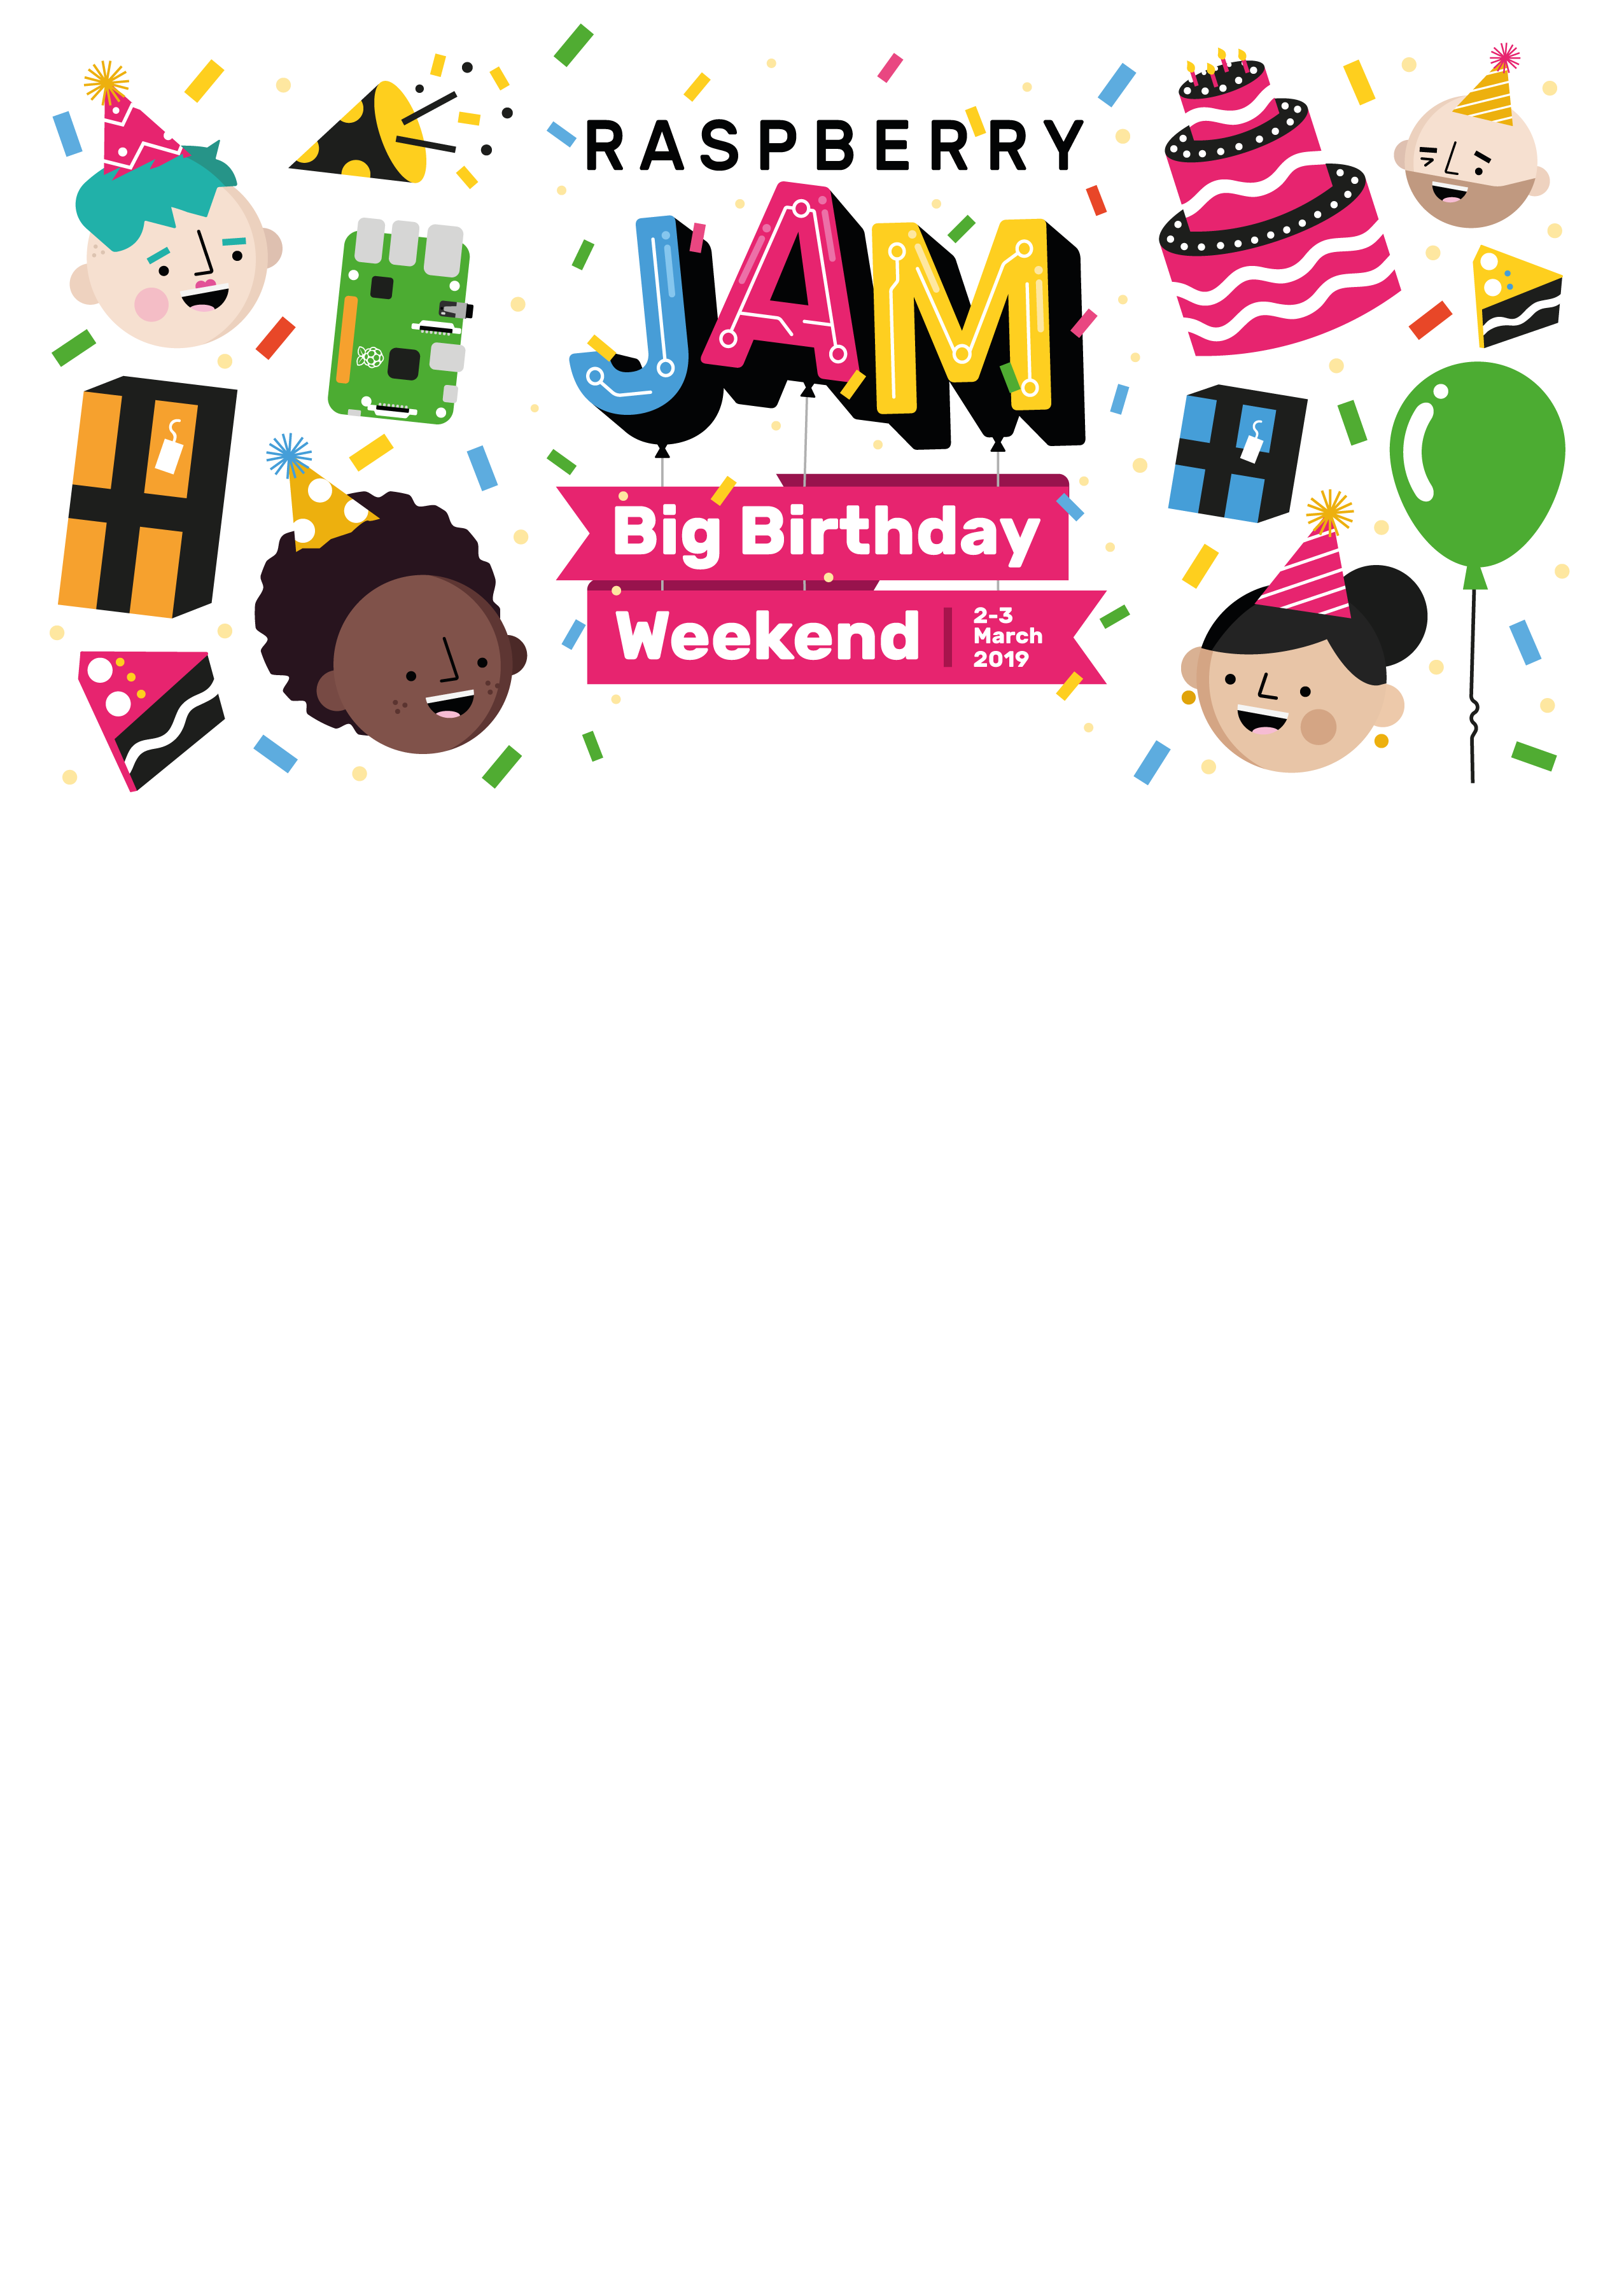 RASPBERRY
JAM
Big Birthday
Weekend
2-3
March
2019